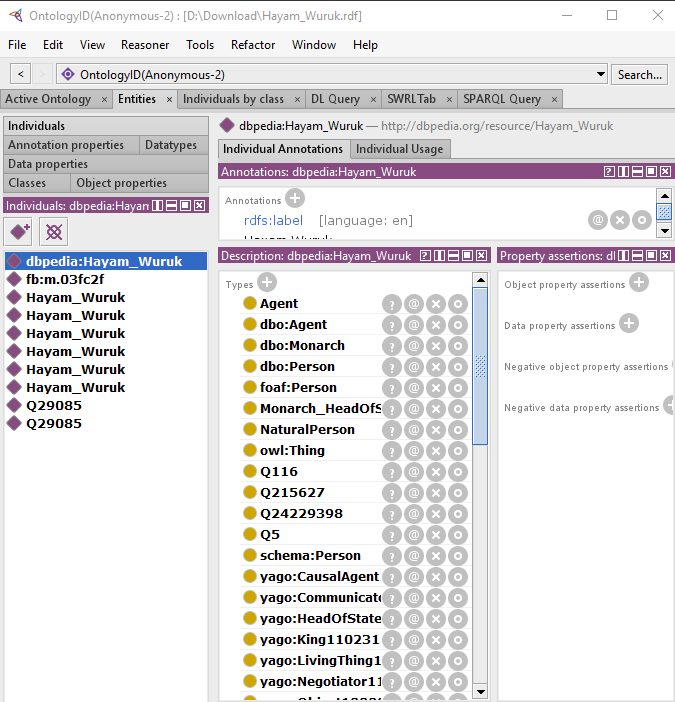 OntologyID(Anonymous-2) : [D:\Download\Hayam_Wuruk.rdf]
File Edit View Reasoner Tools Refactor Window Help
< > OntologyID(Anonymous-2) Search...
Active Ontology × Entities × Individuals by class × DL Query × SWRLTab × SPARQL Query ×
Individuals
Annotation properties Datatypes
Data properties
Classes Object properties
Individuals: dbpedia:Hayam
dbpedia:Hayam_Wuruk
fb:m.03fc2f
Hayam_Wuruk
Hayam_Wuruk
Hayam_Wuruk
Hayam_Wuruk
Hayam_Wuruk
Hayam_Wuruk
Q29085
Q29085
dbpedia:Hayam_Wuruk — http://dbpedia.org/resource/Hayam_Wuruk
Individual Annotations Individual Usage
Annotations: dbpedia:Hayam_Wuruk
Annotations
rdfs:label [language: en]
Hayam Wuruk
Description: dbpedia:Hayam_Wuruk
Types
Agent
dbo:Agent
dbo:Monarch
dbo:Person
foaf:Person
Monarch_HeadOfS
NaturalPerson
owl:Thing
Q116
Q215627
Q24229398
Q5
schema:Person
yago:CausalAgent
yago:Communicato
yago:HeadOfState
yago:King110231
yago:LivingThing1
yago:Negotiator11
Property assertions: dl
Object property assertions
Data property assertions
Negative object property assertions
Negative data property assertions